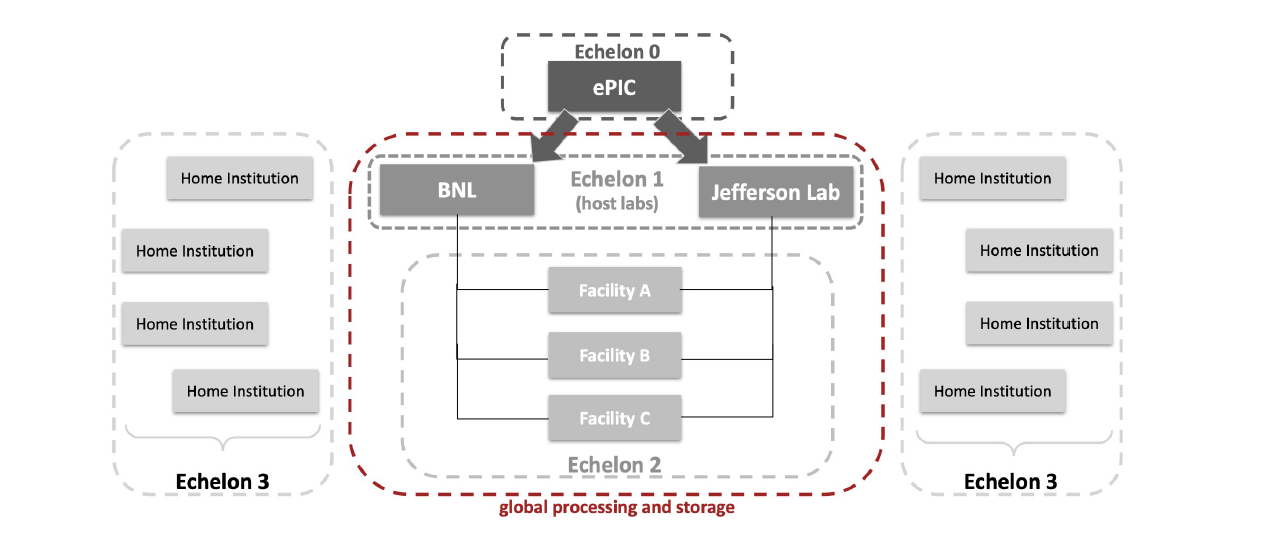 Echelon 0
ePIC
BNL
Echelon 1
(host labs)
Jefferson Lab
Home Institution
Home Institution
Home Institution
Home Institution
Echelon 3
Facility A
Facility B
Facility C
Echelon 2
global processing and storage
Home Institution
Home Institution
Home Institution
Home Institution
Echelon 3